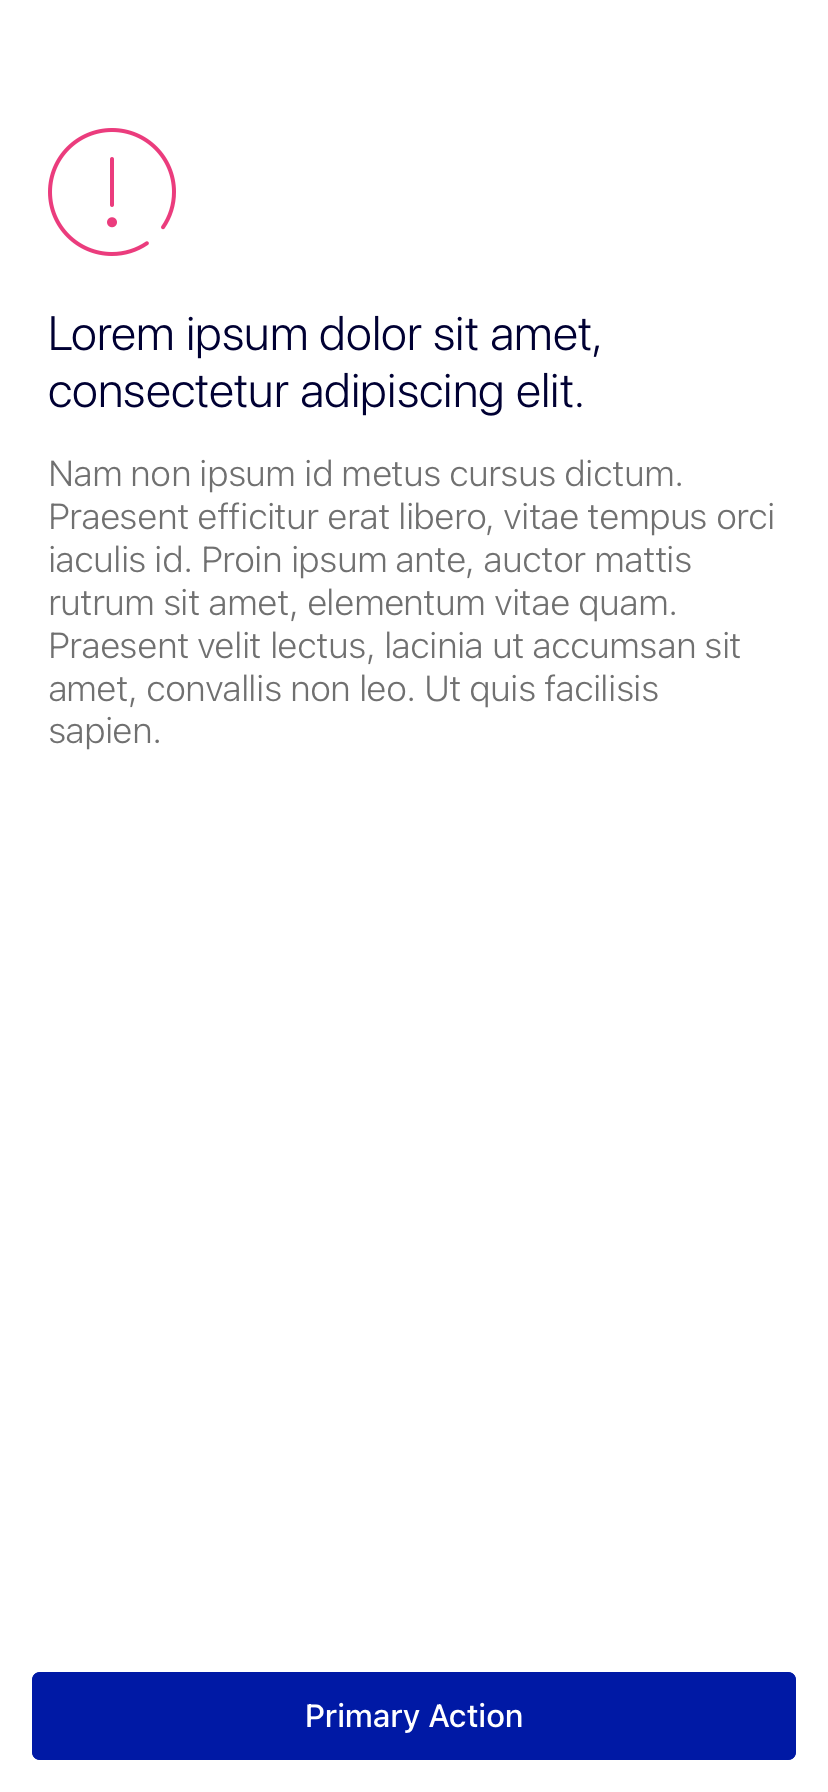 Lorem ipsum dolor sit amet,
consectetur adipiscing elit.
Nam non ipsum id metus cursus dictum.
Praesent efficitur erat libero, vitae tempus orci
iaculis id. Proin ipsum ante, auctor mattis
rutrum sit amet, elementum vitae quam.
Praesent velit lectus, lacinia ut accumsan sit
amet, convallis non leo. Ut quis facilisis
sapien.
Primary Action